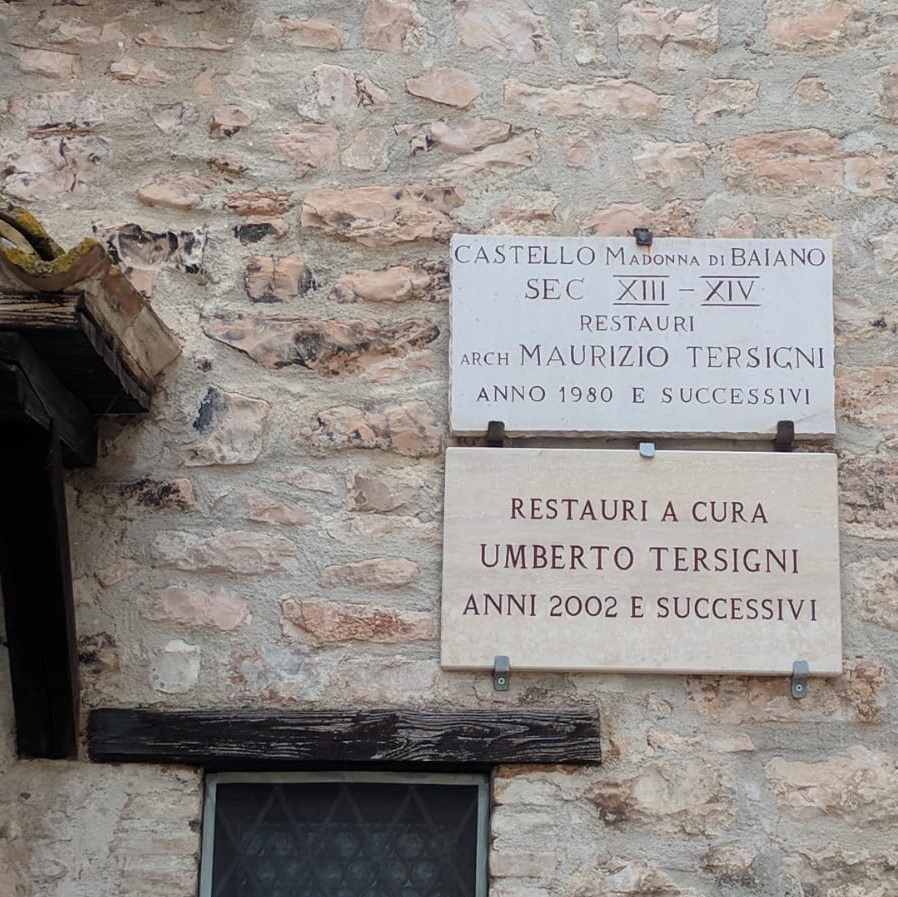 CASTELLO MADONNA DI BAIANO
SEC XIII - XIV
RESTAURI
ARCH MAURIZIO TERSIGNI
ANNO 1980 E SUCCESSIVI
RESTAURI A CURA
UMBERTO TERSIGNI
ANNI 2002 E SUCCESSIVI